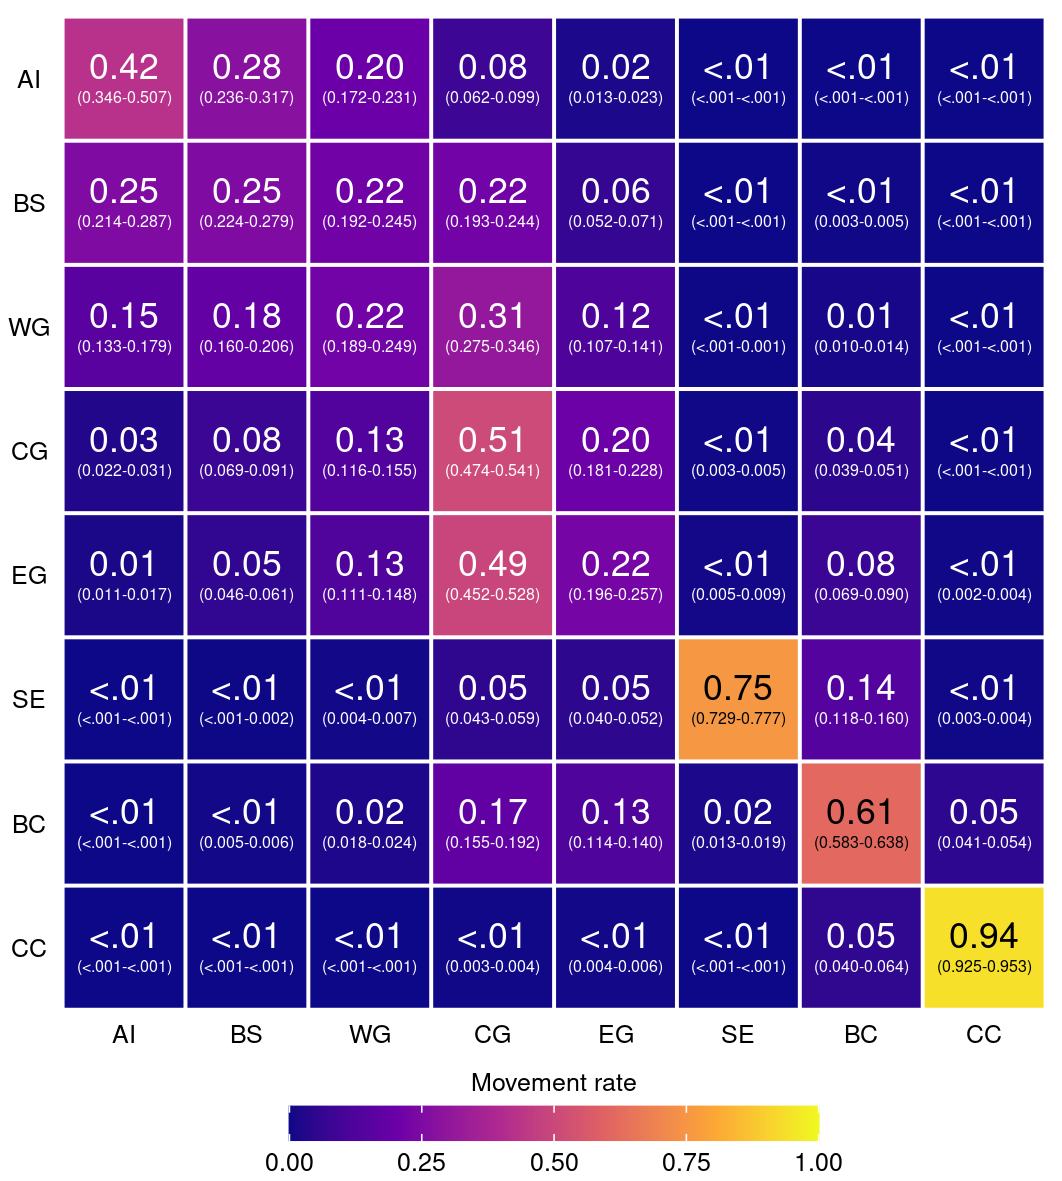 AI 0.42 0.28 0.20 0.08 0.02 <.01 <.01 <.01
(0.346-0.507) (0.236-0.317) (0.172-0.231) (0.062-0.099) (0.013-0.023) (<.001-<.001) (<.001-<.001) (<.001-<.001)
BS 0.25 0.25 0.22 0.22 0.06 <.01 <.01 <.01
(0.214-0.287) (0.224-0.279) (0.192-0.245) (0.193-0.244) (0.052-0.071) (<.001-<.001) (0.003-0.005) (<.001-<.001)
WG 0.15 0.18 0.22 0.31 0.12 <.01 0.01 <.01
(0.133-0.179) (0.160-0.206) (0.189-0.249) (0.275-0.346) (0.107-0.141) (<.001-0.001) (0.010-0.014) (<.001-<.001)
CG 0.03 0.08 0.13 0.51 0.20 <.01 0.04 <.01
(0.022-0.031) (0.069-0.091) (0.116-0.155) (0.474-0.541) (0.181-0.228) (0.003-0.005) (0.039-0.051) (<.001-<.001)
EG 0.01 0.05 0.13 0.49 0.22 <.01 0.08 <.01
(0.011-0.017) (0.046-0.061) (0.111-0.148) (0.452-0.528) (0.196-0.257) (0.005-0.009) (0.069-0.090) (0.002-0.004)
SE <.01 <.01 <.01 0.05 0.05 0.75 0.14 <.01
(<.001-<.001) (<.001-0.002) (0.004-0.007) (0.043-0.059) (0.040-0.052) (0.729-0.777) (0.118-0.160) (0.003-0.004)
BC <.01 <.01 0.02 0.17 0.13 0.02 0.61 0.05
(<.001-<.001) (0.005-0.006) (0.018-0.024) (0.155-0.192) (0.114-0.140) (0.013-0.019) (0.583-0.638) (0.041-0.054)
CC <.01 <.01 <.01 <.01 <.01 <.01 0.05 0.94
(<.001-<.001) (<.001-<.001) (<.001-<.001) (0.003-0.004) (0.004-0.006) (<.001-<.001) (0.040-0.064) (0.925-0.953)
AI BS WG CG EG SE BC CC
Movement rate
0.00 0.25 0.50 0.75 1.00